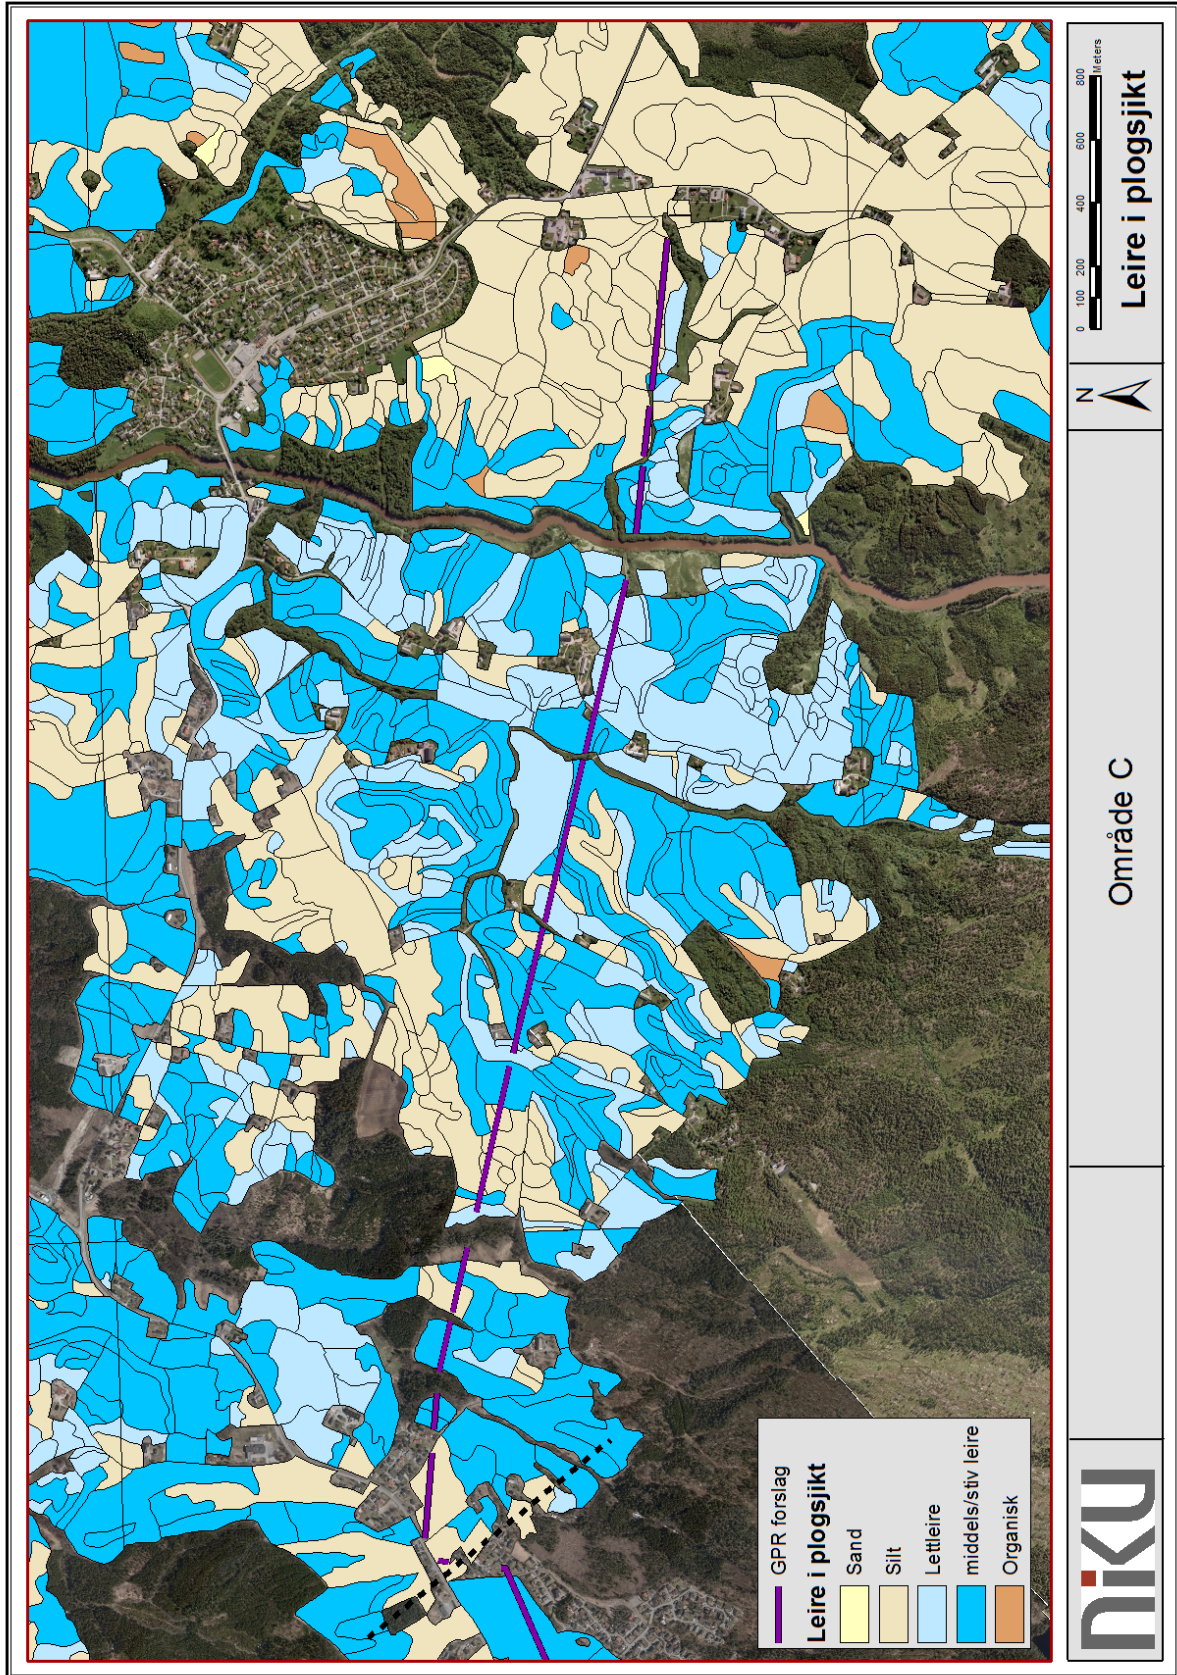 GPR forslag
Leire i plogsjikt
Sand
Silt
Lettleire
middels/stiv leire
Organisk
niku
Område C
N
0 100 200 400 600 800
Meters
Leire i plogsjikt